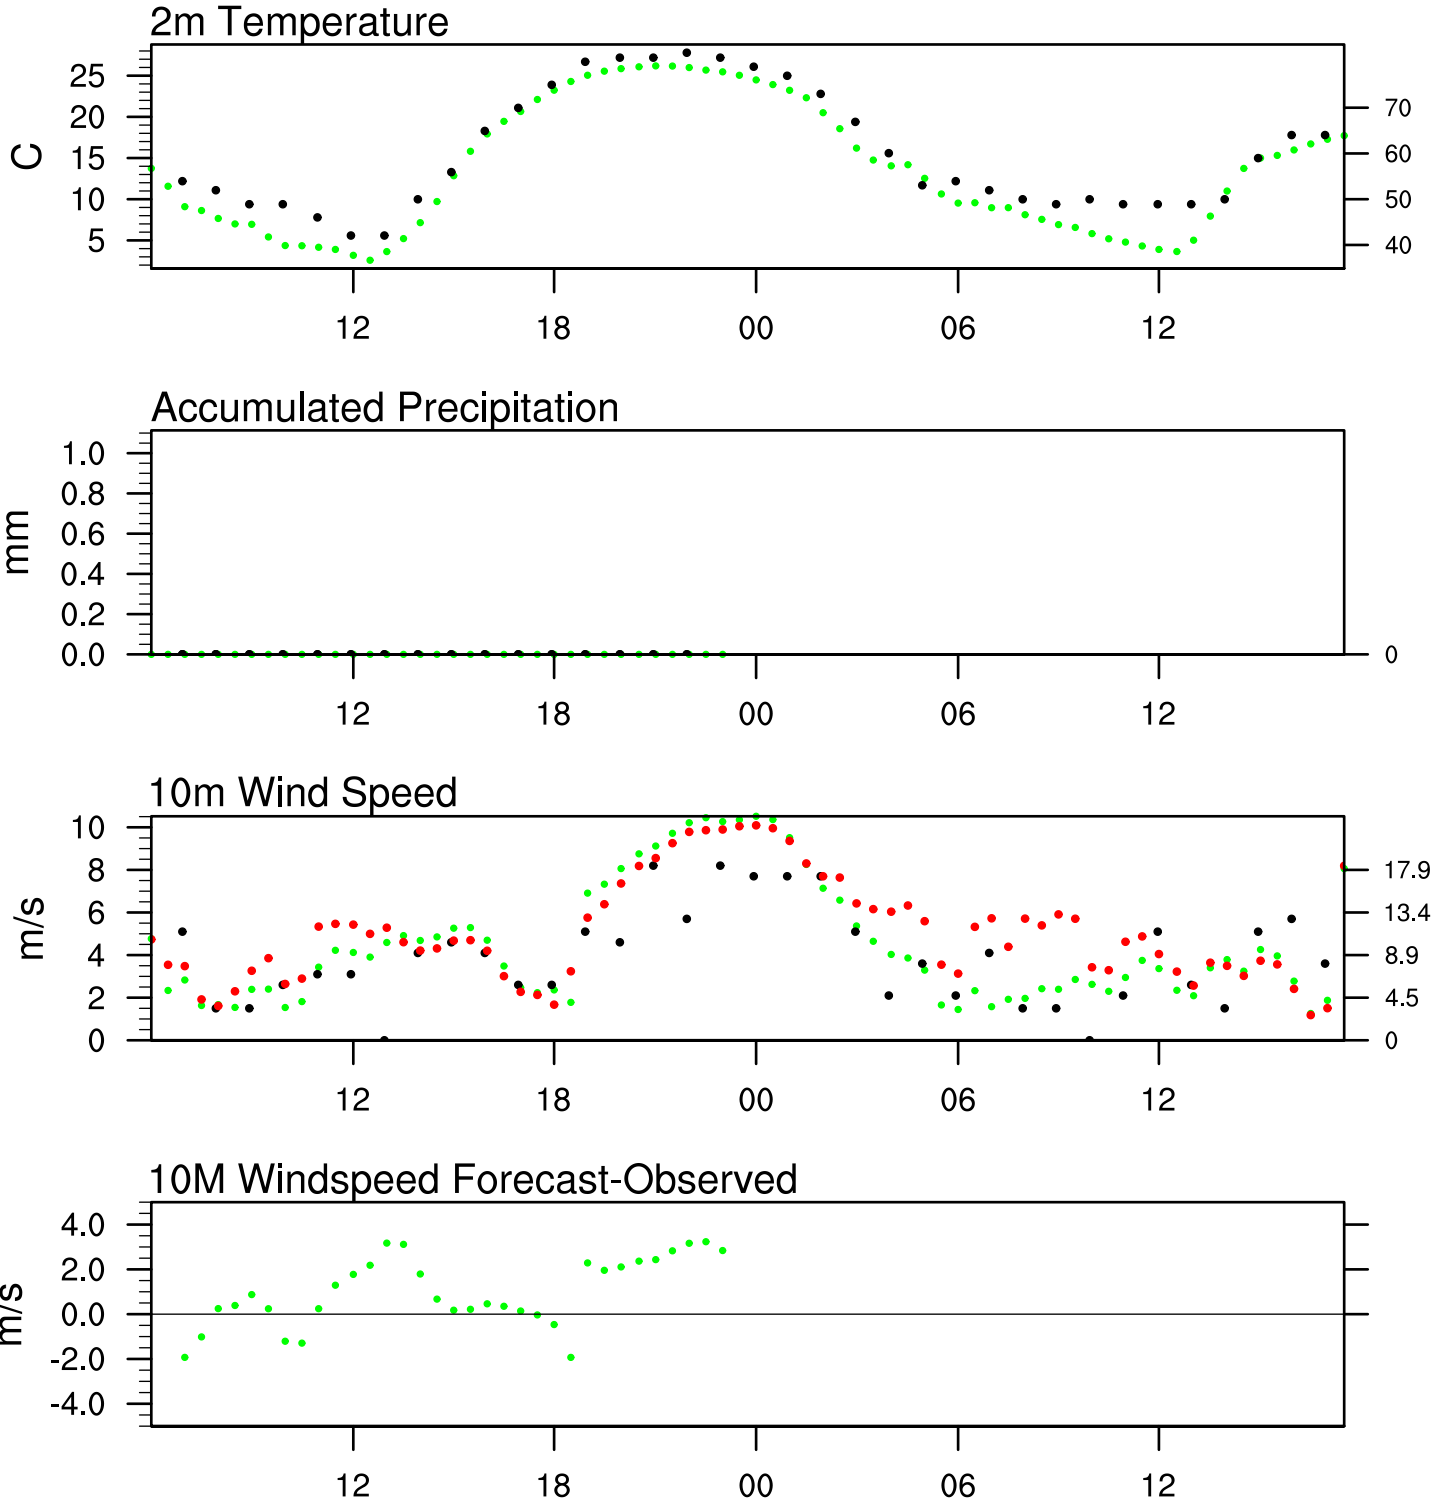 2m Temperature
C
25
20
15
10
5
70
60
50
40
12 18 00 06 12
Accumulated Precipitation
mm
1.0
0.8
0.6
0.4
0.2
0.0
0
12 18 00 06 12
10m Wind Speed
m/s
10
8
6
4
2
0
17.9
13.4
8.9
4.5
0
12 18 00 06 12
10M Windspeed Forecast-Observed
m/s
4.0
2.0
0.0
-2.0
-4.0
12 18 00 06 12